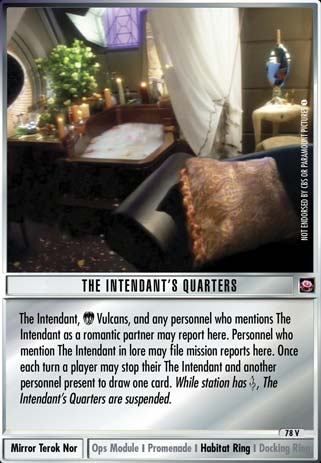 NOT ENDORSED BY CBS OR PARAMOUNT PICTURES
THE INTENDANT'S QUARTERS
The Intendant, Vulcans, and any personnel who mentions The
Intendant as a romantic partner may report here. Personnel who
mention The Intendant in lore may file mission reports here. Once
each turn a player may stop their The Intendant and another
personnel present to draw one card. While station has , The
Intendant's Quarters are suspended.
78 V
Mirror Terok Nor Ops Module I Promenade I Habitat Ring I Docking Ring